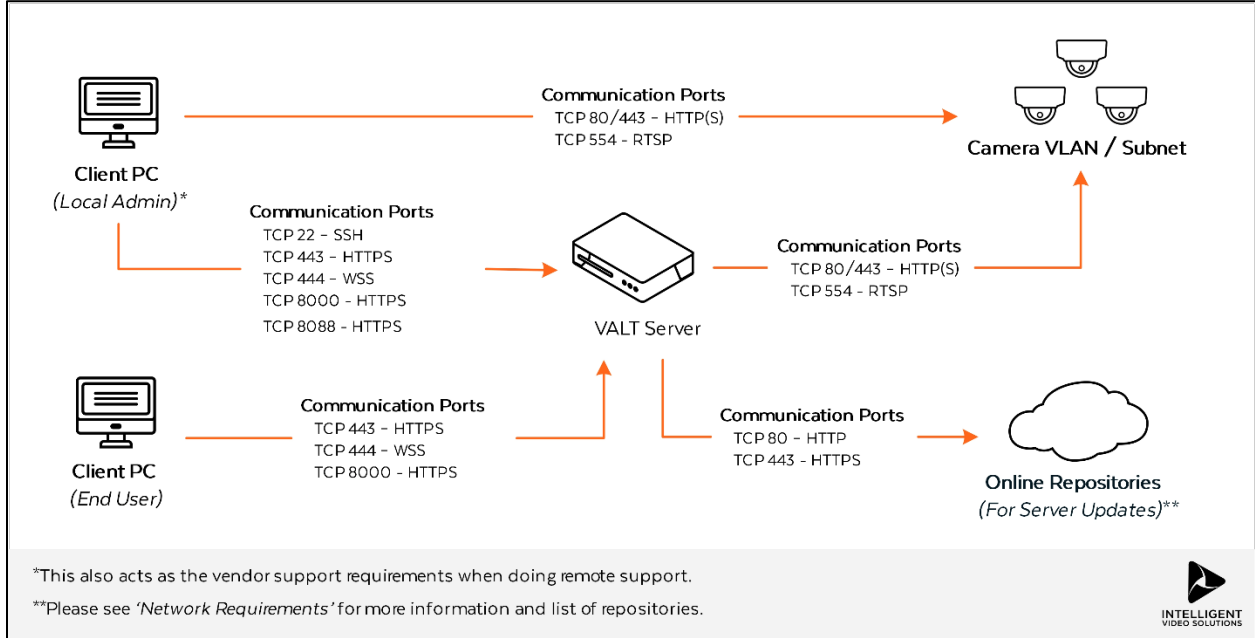 Communication Ports
TCP 80/443 – HTTP(S)
TCP 554 - RTSP
Camera VLAN / Subnet
Client PC
(Local Admin)*
Communication Ports
TCP 22 – SSH
TCP 443 – HTTPS
TCP 444 – WSS
TCP 8000 - HTTPS
TCP 8088 - HTTPS
VALT Server
Communication Ports
TCP 80/443 – HTTP(S)
TCP 554 - RTSP
Client PC
(End User)
Communication Ports
TCP 443 – HTTPS
TCP 444 – WSS
TCP 8000 - HTTPS
Communication Ports
TCP 80 – HTTP
TCP 443 – HTTPS
Online Repositories
(For Server Updates)**
*This also acts as the vendor support requirements when doing remote support.
**Please see 'Network Requirements' for more information and list of repositories.
INTELLIGENT
VIDEO SOLUTIONS